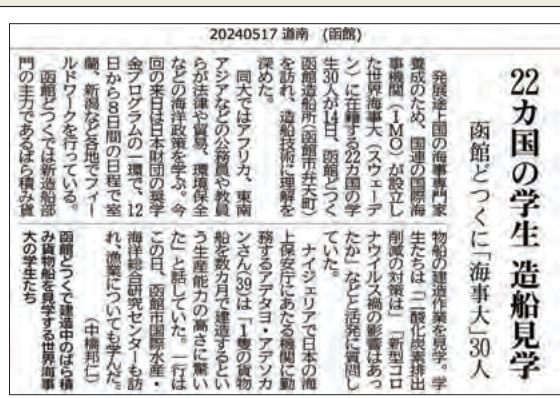 20240517 道南 (函館)
22カ国の学生 造船見学
函館どつくに「海事大」30人
発展途上国の海事専門家
養成のため、国連の国際海
事機関(IMO)が設立し
た世界海事大(スウェーデ
ン)に在籍する22カ国の学
生30人が14日、函館どつく
函館造船所(函館市弁天町)
を訪れ、造船技術に理解を
深めた。
同大ではアフリカ、東南
アジアなどの公務員や教員
らが法律や貿易、環境保全
などの海洋政策を学ぶ。今
回の来日は日本財団の奨学
金プログラムの一環で、12
日から8日間の日程で室
蘭、新潟など各地でフィー
ルドワークを行っている。
函館どつくでは新造船部
門の主力であるばら積み貨
物船の建造作業を見学。学
生たちは「二酸化炭素排出
削減の対策は」「新型コロ
ナウイルス禍の影響はあっ
たか」などと活発に質問し
ていた。
ナイジェリアで日本の海
上保安庁にあたる機関に勤
務するアデタヨ・アデソカ
ンさん(39)は「1隻の貨物
船を数カ月で建造するとい
う生産能力の高さに驚い
た」と話していた。一行は
この日、函館市国際水産・
海洋総合研究センターも訪
れ、漁業についても学んだ。
(中橋邦仁)
函館どつくで建造中のばら積
み貨物船を見学する世界海事
大の学生たち